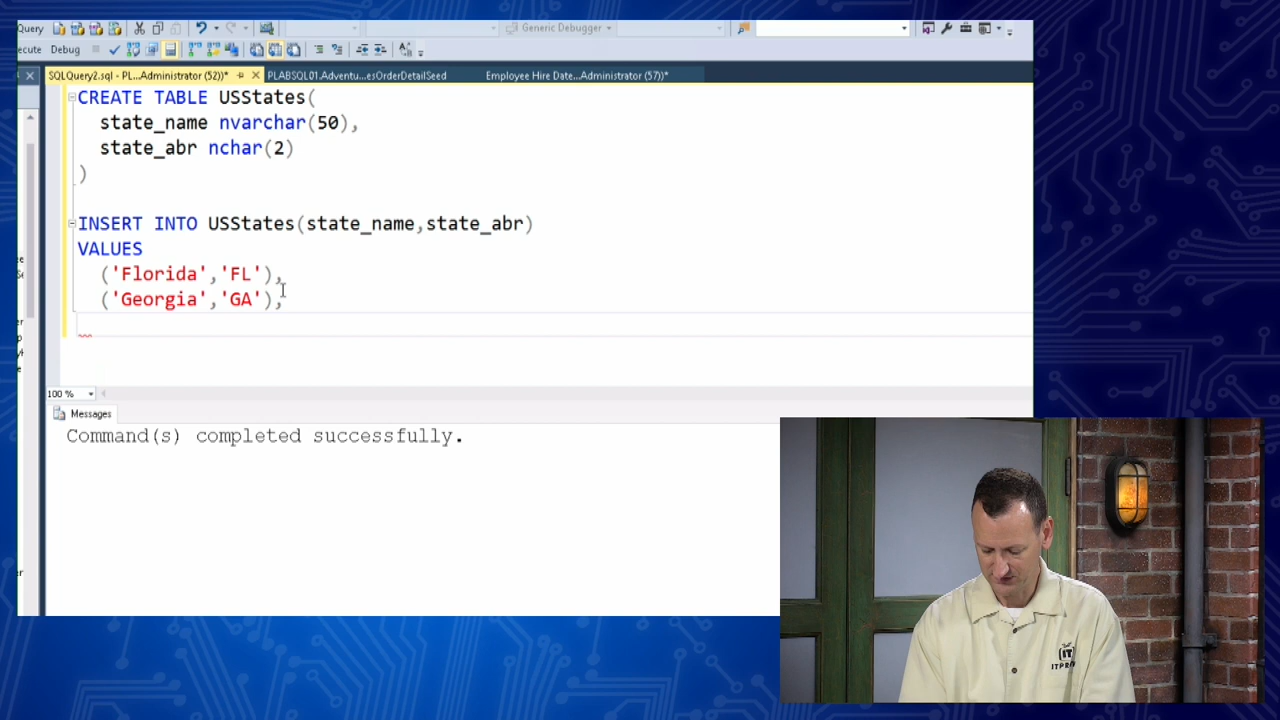 Query
Generic Debugger
ecute Debug
SQLQuery2.sql - PL...Administrator (52))* PLABSQL01.Adventu...esOrderDetailSeed Employee Hire Date...Administrator (57))*
CREATE TABLE USStates(
state_name nvarchar(50),
state_abr nchar(2)
)
INSERT INTO USStates(state_name,state_abr)
VALUES
('Florida','FL'),
('Georgia','GA'),
100 %
Messages
Command(s) completed successfully.
IT